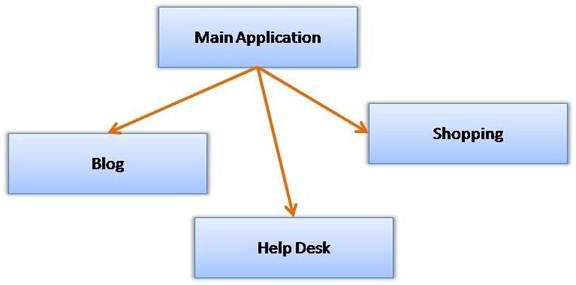 Main Application
Shopping
Blog
Help Desk